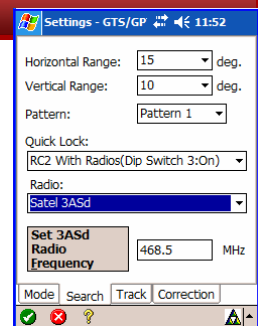 Settings - GTS/GP 11:52
Horizontal Range: 15 deg.
Vertical Range: 10 deg.
Pattern: Pattern 1
Quick Lock:
RC2 With Radios(Dip Switch 3:On)
Radio:
Satel 3ASd
Set 3ASd
Radio
Frequency
468.5 MHz
Mode Search Track Correction